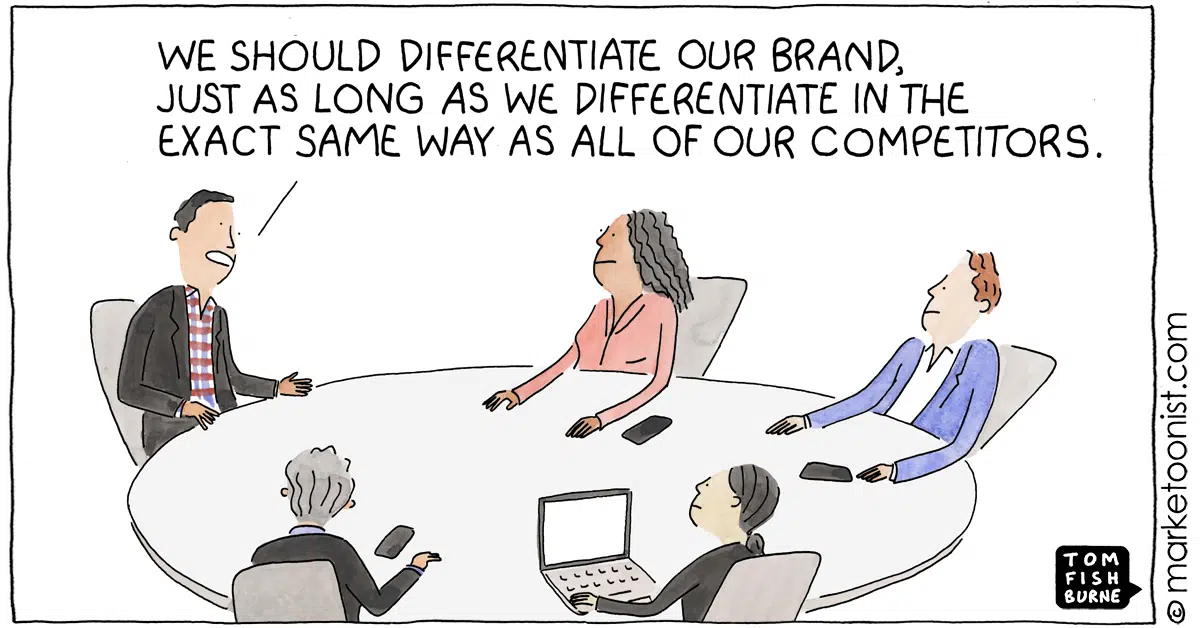 WE SHOULD DIFFERENTIATE OUR BRAND,
JUST AS LONG AS WE DIFFERENTIATE IN THE
EXACT SAME WAY AS ALL OF OUR COMPETITORS.
TOM
FISH
BURNE
© marketoonist.com